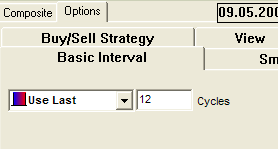 Composite Options 09.05.200
Buy/Sell Strategy View
Basic Interval Sm
Use Last 12 Cycles